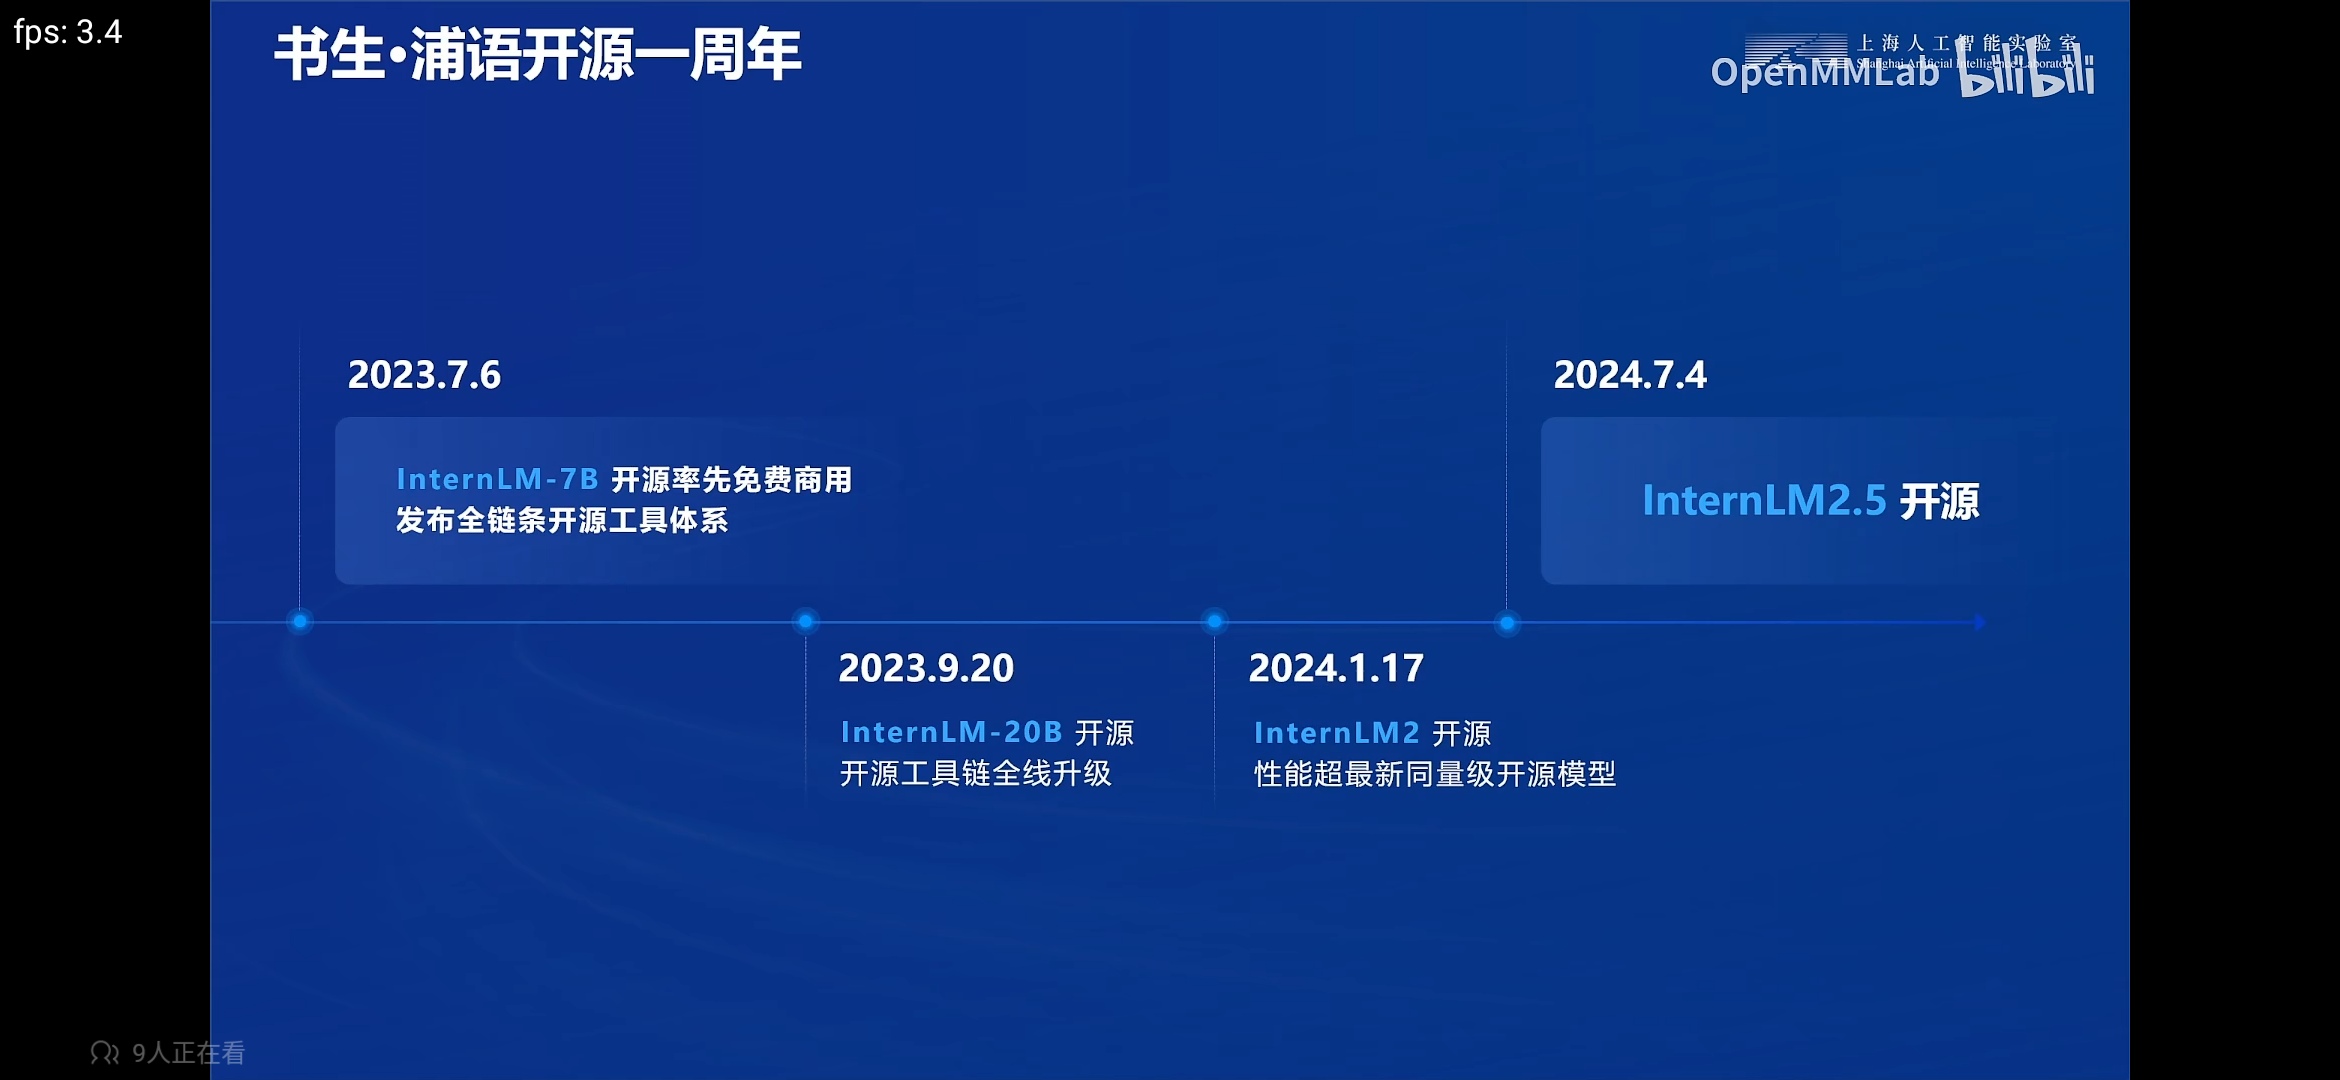 fps: 3.4
书生·浦语开源一周年
上海人工智能实验室
Shanghai Artificial Intelligence Laboratory
OpenMMLab bilibili
2023.7.6
InternLM-7B 开源率先免费商用
发布全链条开源工具体系
2024.7.4
InternLM2.5 开源
2023.9.20
InternLM-20B 开源
开源工具链全线升级
2024.1.17
InternLM2 开源
性能超最新同量级开源模型
9人正在看